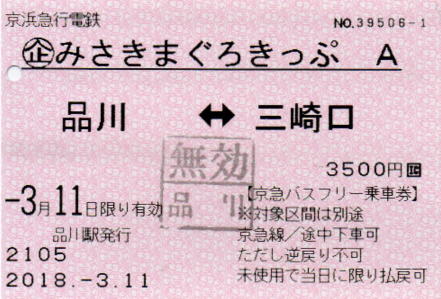 京浜急行電鉄 NO.39506-1
企みさきまぐろきっぷ A
品川 ↔ 三崎口
無効
品川
3500円回
-3月11日限り有効
【京急バスフリー乗車券】
※対象区間は別途
品川駅発行
京急線/途中下車可
2105
ただし逆戻り不可
2018.-3.11
未使用で当日に限り払戻可